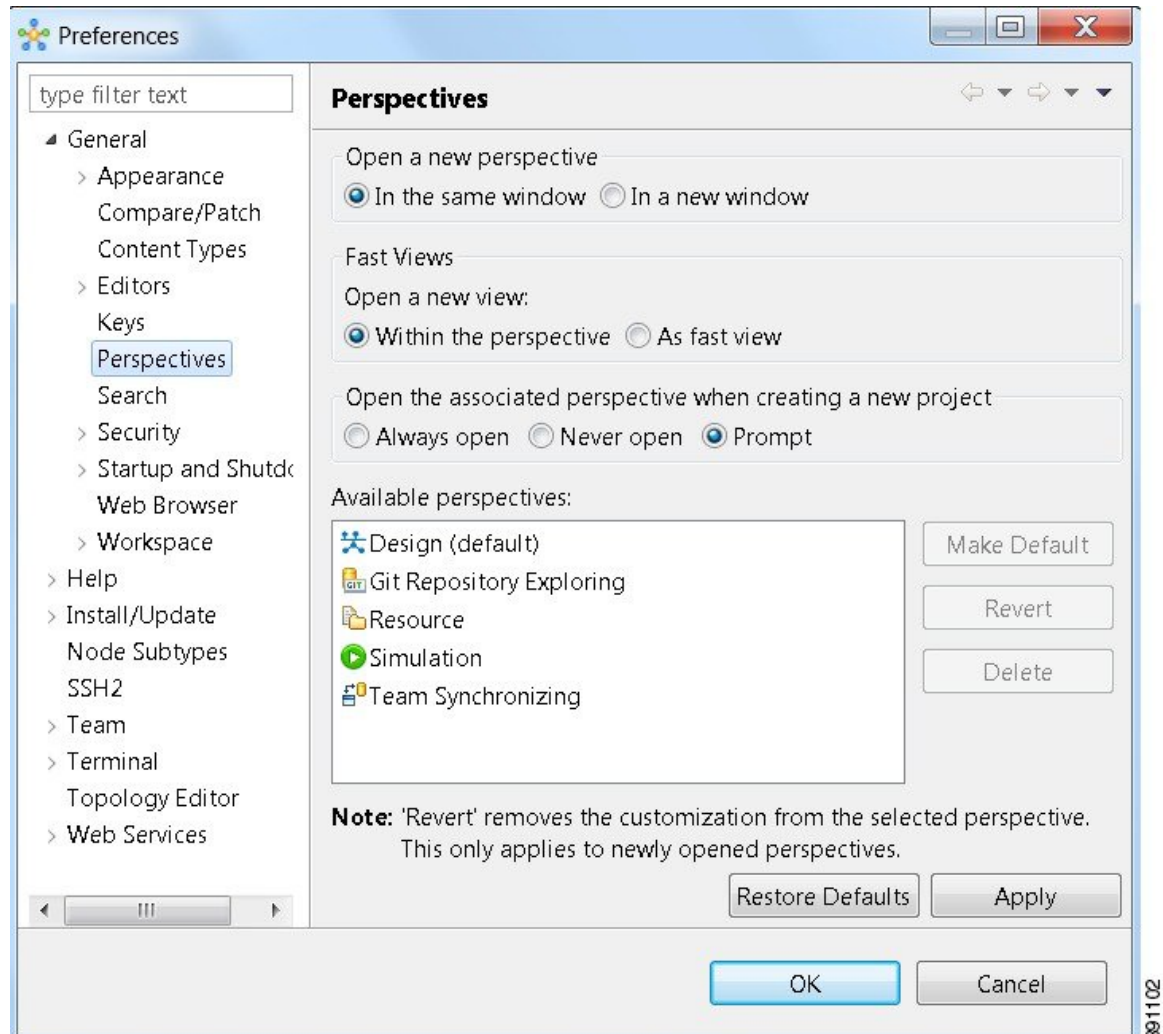 Preferences
type filter text
General
Appearance
Compare/Patch
Content Types
Editors
Keys
Perspectives
Search
Security
Startup and Shutdo
Web Browser
Workspace
Help
Install/Update
Node Subtypes
SSH2
Team
Terminal
Topology Editor
Web Services
Perspectives
Open a new perspective
In the same window In a new window
Fast Views
Open a new view:
Within the perspective As fast view
Open the associated perspective when creating a new project
Always open Never open Prompt
Available perspectives:
Design (default)
GIT Git Repository Exploring
Resource
Simulation
Team Synchronizing
Make Default
Revert
Delete
Note: 'Revert' removes the customization from the selected perspective.
This only applies to newly opened perspectives.
Restore Defaults Apply
OK Cancel